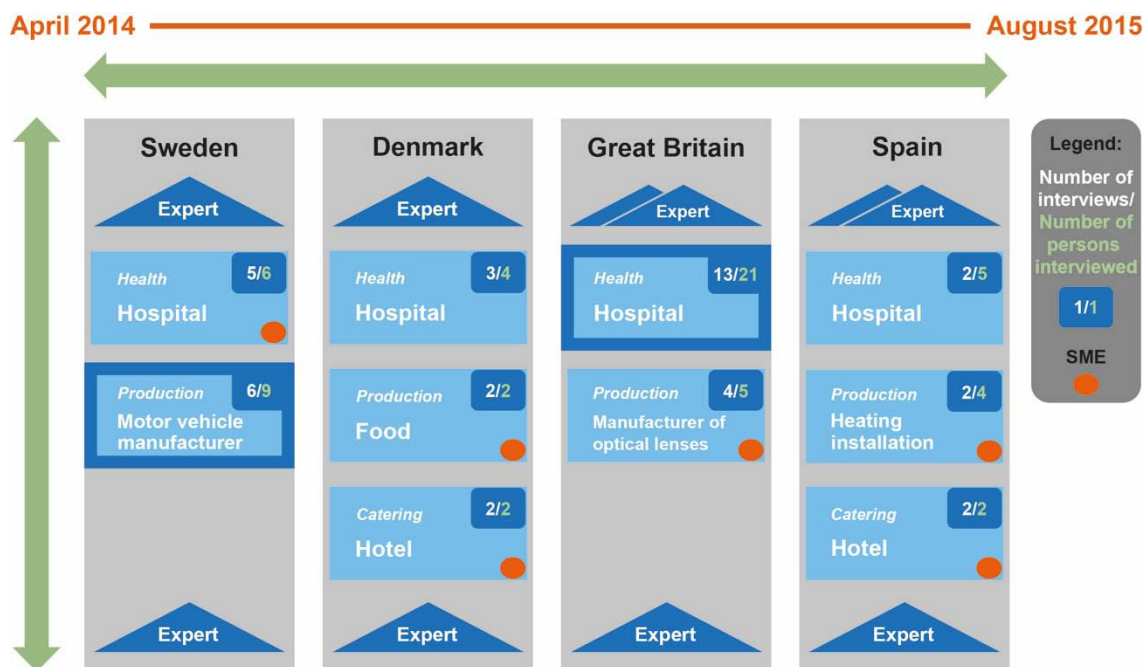 April 2014
August 2015
Sweden
Expert
Health
5/6
Hospital
Production
6/9
Motor vehicle
manufacturer
Expert
Denmark
Expert
Health
3/4
Hospital
Production
2/2
Food
Catering
2/2
Hotel
Expert
Great Britain
Expert
Health
13/21
Hospital
Production
4/5
Manufacturer of
optical lenses
Expert
Spain
Expert
Health
2/5
Hospital
Production
2/4
Heating
installation
Catering
2/2
Hotel
Expert
Legend:
Number of
interviews/
Number of
persons
interviewed
1/1
SME